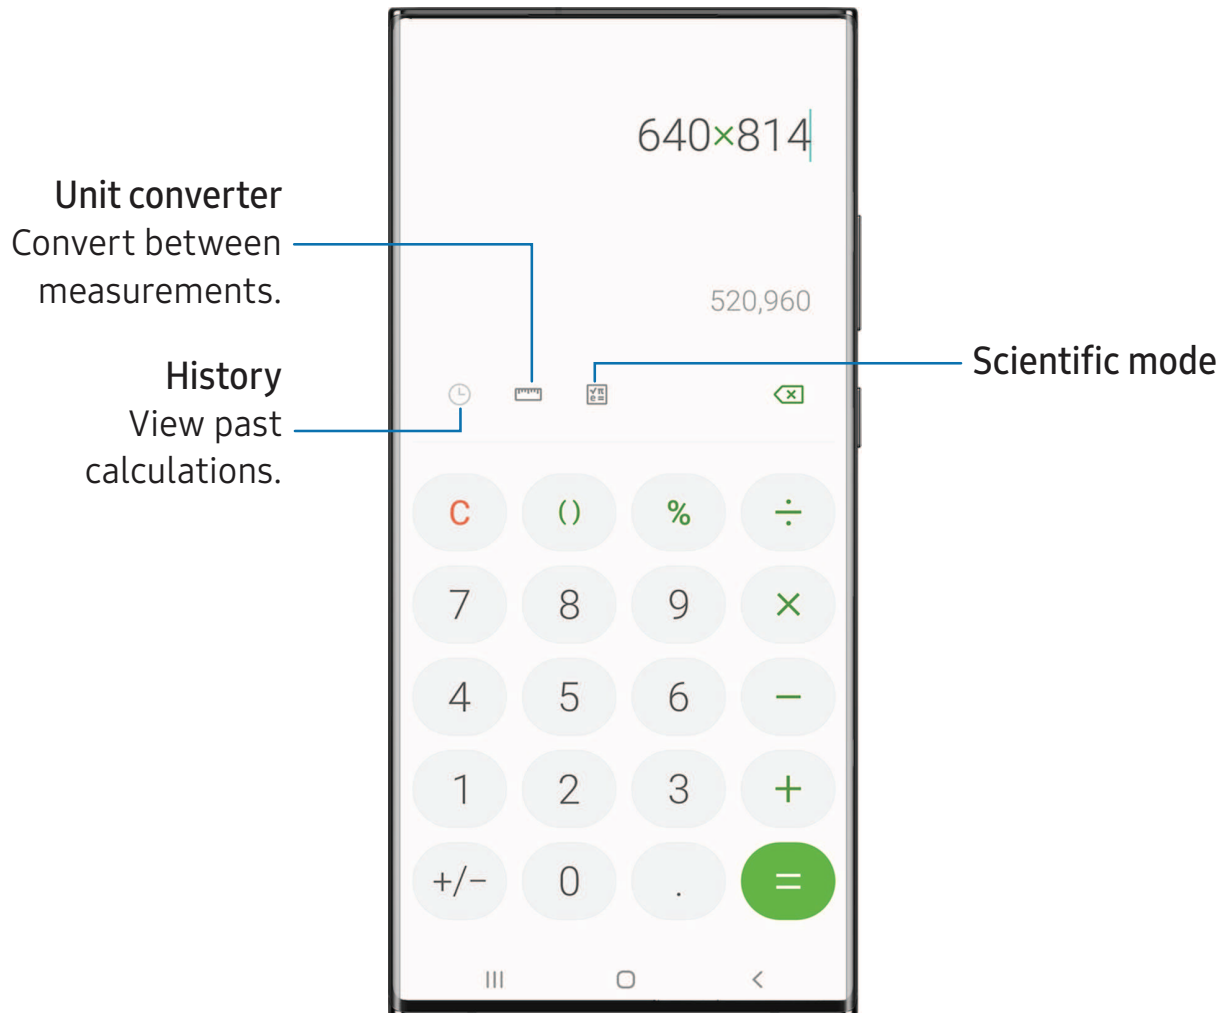 640×814
Unit converter
Convert between
measurements.
520,960
History
View past
calculations.
Scientific mode
√π
e=
C
()
%
÷
7
8
9
×
4
5
6
−
1
2
3
+
+/−
0
.
=